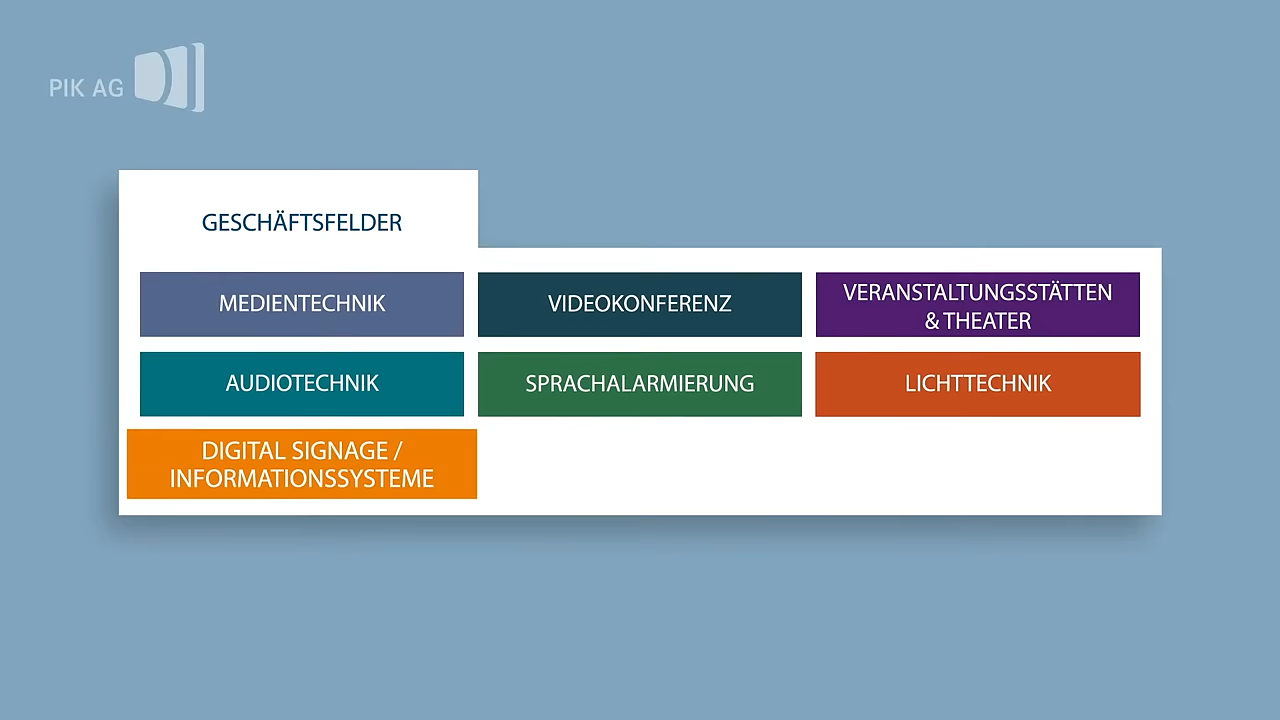 PIK AG
GESCHÄFTSFELDER
MEDIENTECHNIK
VIDEOKONFERENZ
VERANSTALTUNGSSTÄTTEN
& THEATER
AUDIOTECHNIK
SPRACHALARMIERUNG
LICHTTECHNIK
DIGITAL SIGNAGE /
INFORMATIONSSYSTEME